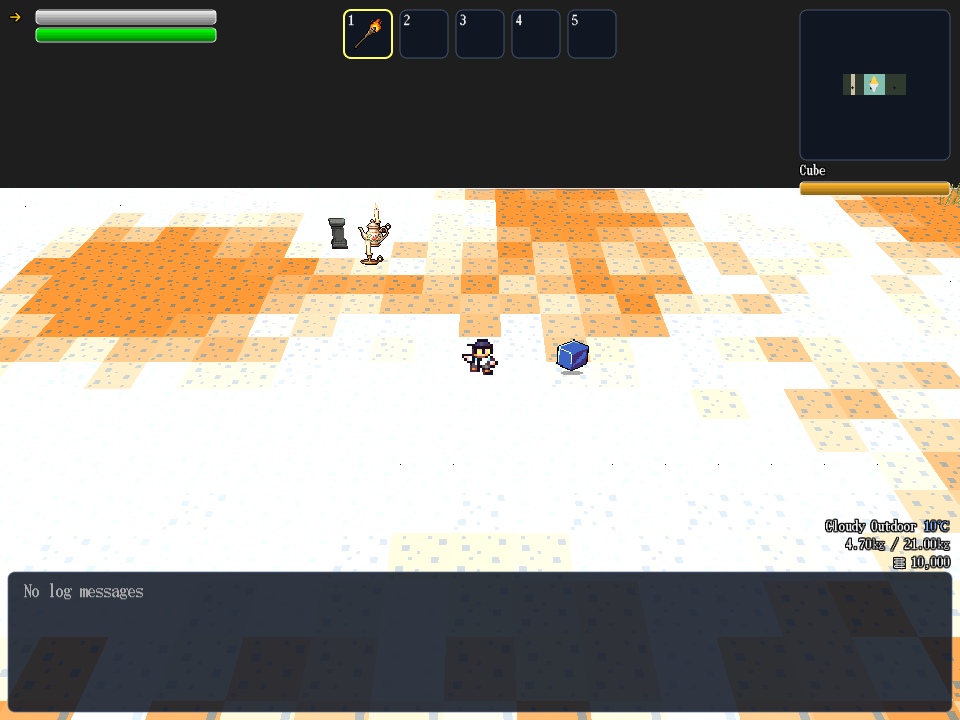 1
2
3
4
5
Cube
Cloudy Outdoor 10℃
4.70kg / 21.00kg
10,000
No log messages